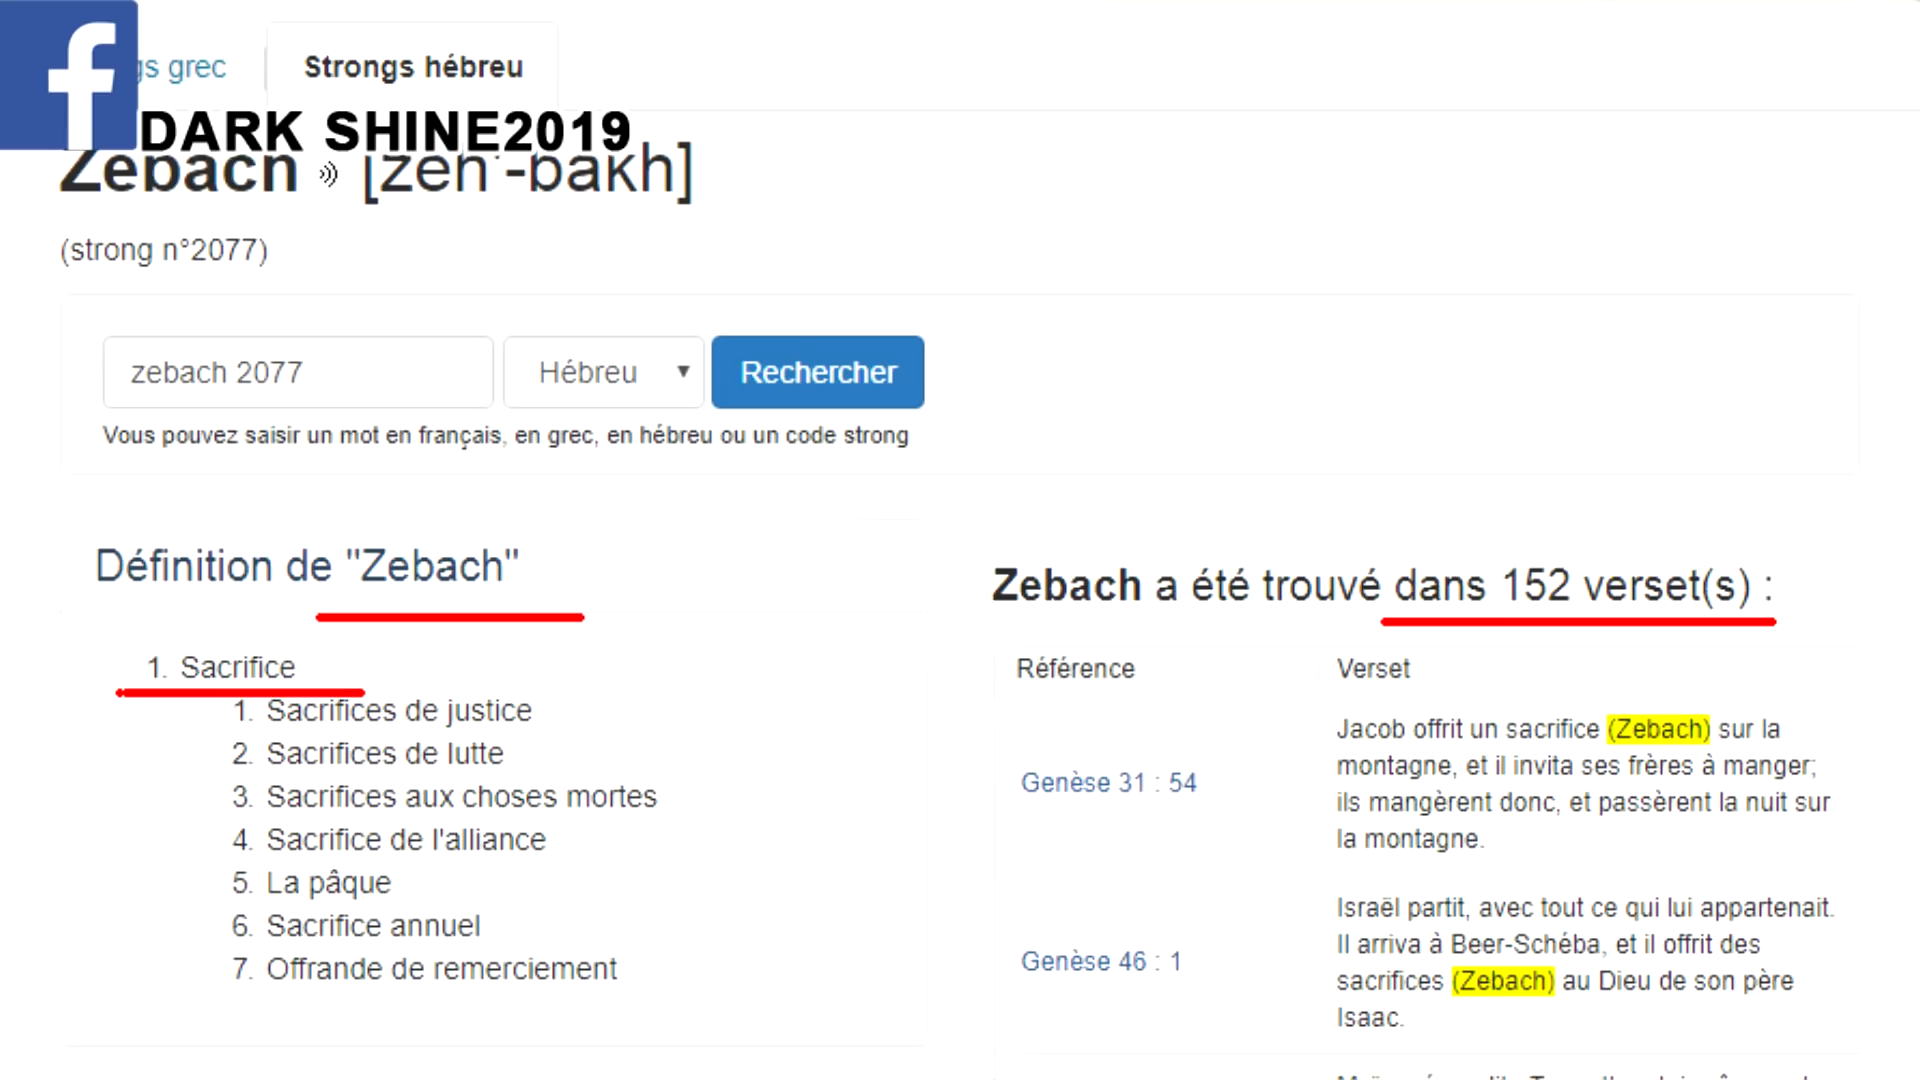 gs grec
Strongs hébreu
DARK SHINE2019
Zebach [zeh'-bakh]
(strong n°2077)
zebach 2077
Hébreu
Rechercher
Vous pouvez saisir un mot en français, en grec, en hébreu ou un code strong
Définition de "Zebach"
1. Sacrifice
1. Sacrifices de justice
2. Sacrifices de lutte
3. Sacrifices aux choses mortes
4. Sacrifice de l'alliance
5. La pâque
6. Sacrifice annuel
7. Offrande de remerciement
Zebach a été trouvé dans 152 verset(s) :
Référence
Verset
Genèse 31 : 54
Jacob offrit un sacrifice (Zebach) sur la
montagne, et il invita ses frères à manger;
ils mangèrent donc, et passèrent la nuit sur
la montagne.
Genèse 46 : 1
Israël partit, avec tout ce qui lui appartenait.
Il arriva à Beer-Schéba, et il offrit des
sacrifices (Zebach) au Dieu de son père
Isaac.